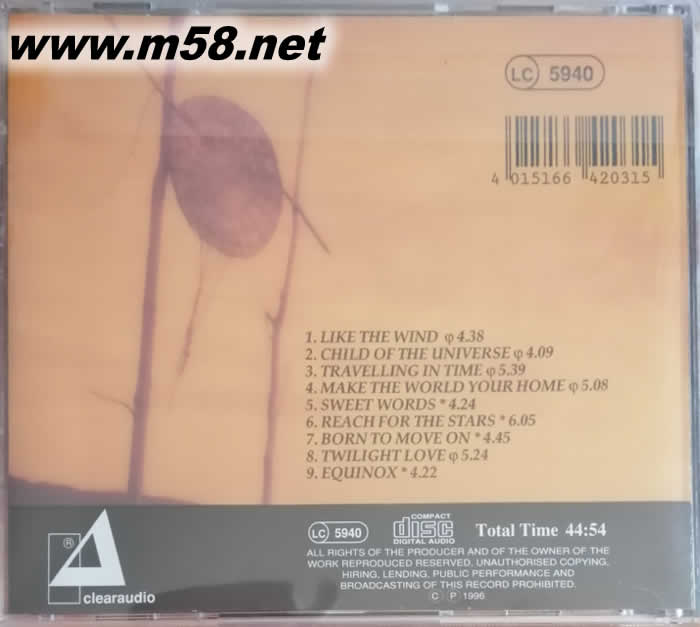 www.m58.net
LC 5940
4 015166 420315
1. LIKE THE WIND φ 4.38
2. CHILD OF THE UNIVERSE φ 4.09
3. TRAVELLING IN TIME φ 5.39
4. MAKE THE WORLD YOUR HOME φ 5.08
5. SWEET WORDS * 4.24
6. REACH FOR THE STARS * 6.05
7. BORN TO MOVE ON * 4.45
8. TWILIGHT LOVE φ 5.24
9. EQUINOX * 4.22
® clearaudio
LC 5940
COMPACT
disc
DIGITAL AUDIO
Total Time 44:54
ALL RIGHTS OF THE PRODUCER AND OF THE OWNER OF THE
WORK REPRODUCED RESERVED. UNAUTHORISED COPYING,
HIRING, LENDING, PUBLIC PERFORMANCE AND
BROADCASTING OF THIS RECORD PROHIBITED.
Ⓒ Ⓟ 1996